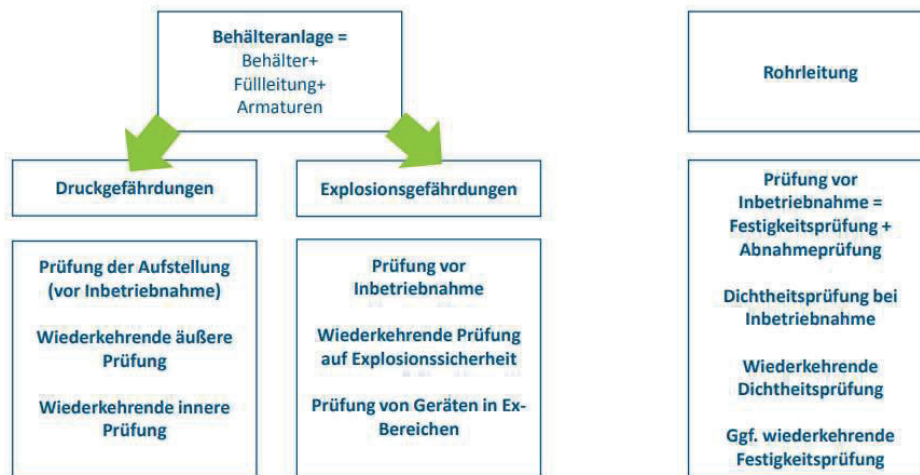 Behälteranlage =
Behälter+
Füllleitung+
Armaturen
Rohrleitung
Druckgefährdungen
Explosionsgefährdungen
Prüfung der Aufstellung
(vor Inbetriebnahme)
Wiederkehrende äußere
Prüfung
Wiederkehrende innere
Prüfung
Prüfung vor
Inbetriebnahme
Wiederkehrende Prüfung
auf Explosionssicherheit
Prüfung von Geräten in Ex-
Bereichen
Prüfung vor
Inbetriebnahme =
Festigkeitsprüfung +
Abnahmeprüfung
Dichtheitsprüfung bei
Inbetriebnahme
Wiederkehrende
Dichtheitsprüfung
Ggf. wiederkehrende
Festigkeitsprüfung